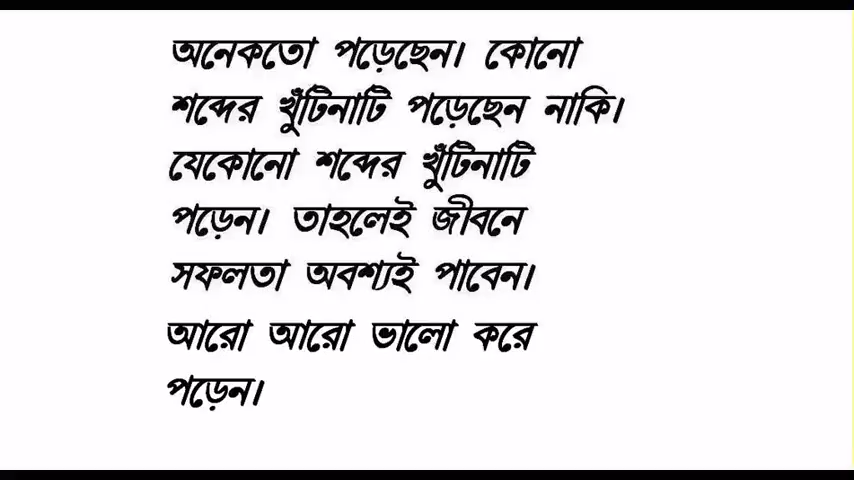 অনেকতো পড়েছেন। কোনো
শব্দের খুঁটিনাটি পড়েছেন নাকি।
যেকোনো শব্দের খুঁটিনাটি
পড়েন। তাহলেই জীবনে
সফলতা অবশ্যই পাবেন।
আরো আরো ভালো করে
পড়েন।